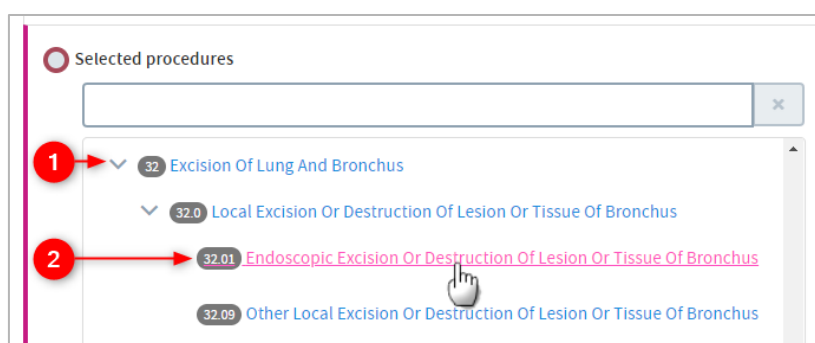 Selected procedures
×
1 32 Excision Of Lung And Bronchus
32.0 Local Excision Or Destruction Of Lesion Or Tissue Of Bronchus
2 32.01 Endoscopic Excision Or Destruction Of Lesion Or Tissue Of Bronchus
32.09 Other Local Excision Or Destruction Of Lesion Or Tissue Of Bronchus